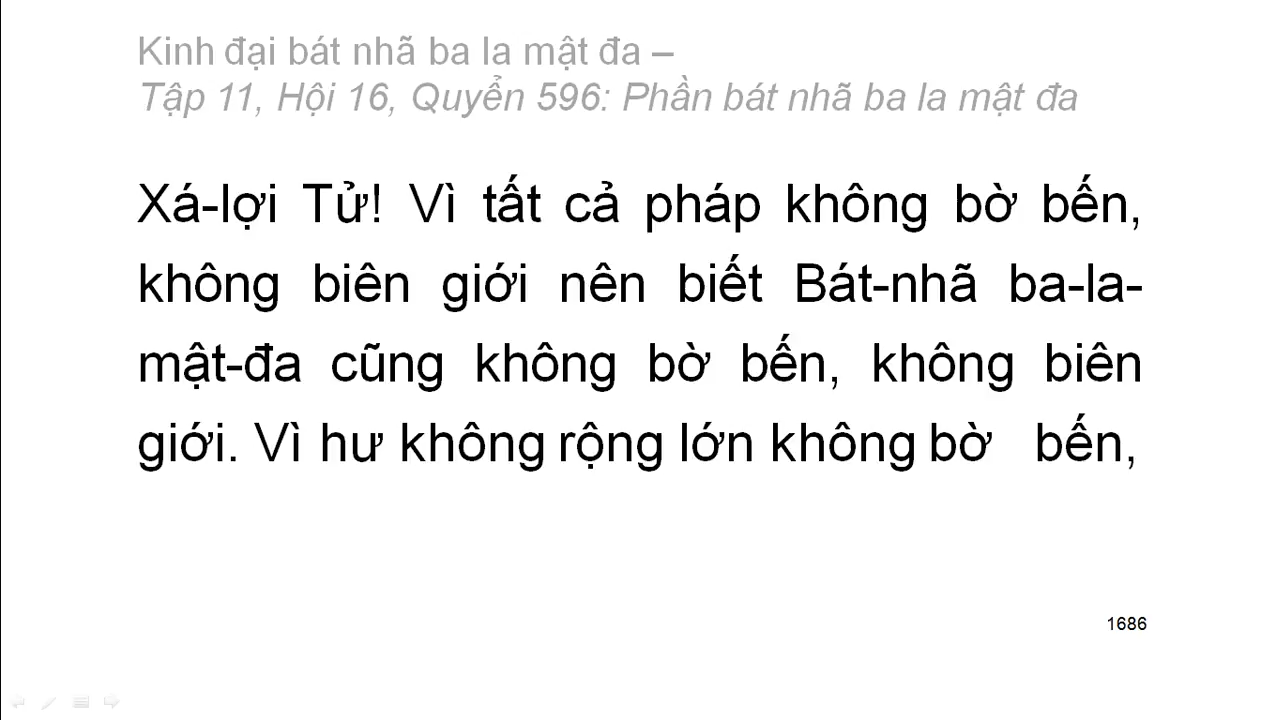 Kinh đại bát nhã ba la mật đa –
Tập 11, Hội 16, Quyển 596: Phần bát nhã ba la mật đa
Xá-lợi Tử! Vì tất cả pháp không bờ bến,
không biên giới nên biết Bát-nhã ba-la-
mật-đa cũng không bờ bến, không biên
giới. Vì hư không rộng lớn không bờ bến,
1686